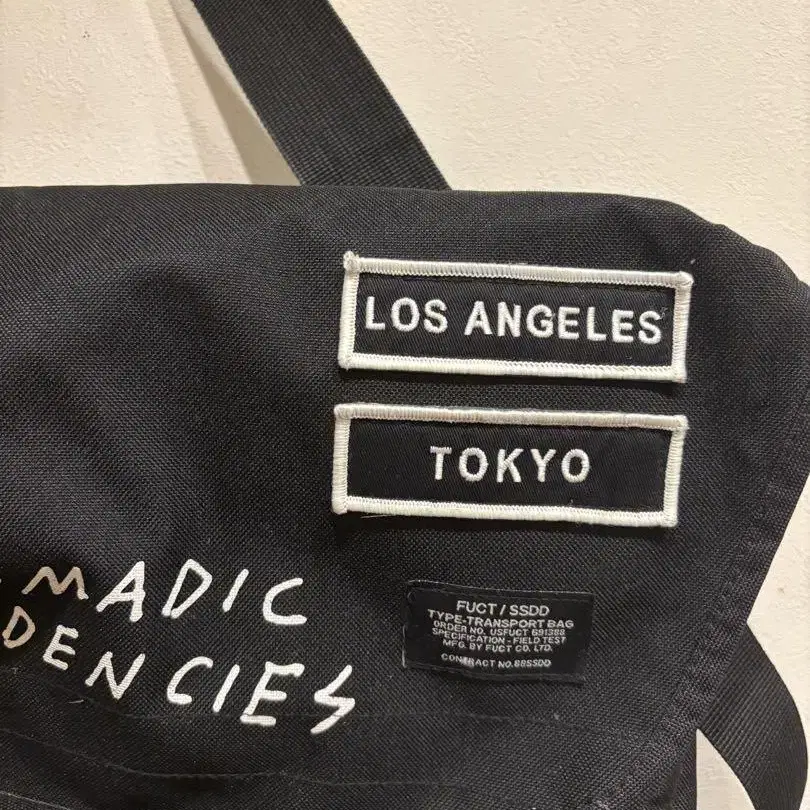 LOS ANGELES
TOKYO
MADIC
DENCIES
FUCT / SSDD
TYPE-TRANSPORT BAG
ORDER NO. USFUCT 691388
SPECIFICATION - FIELD TEST
MFG. BY FUCT CO. LTD.
CONTRACT NO.88SSDD